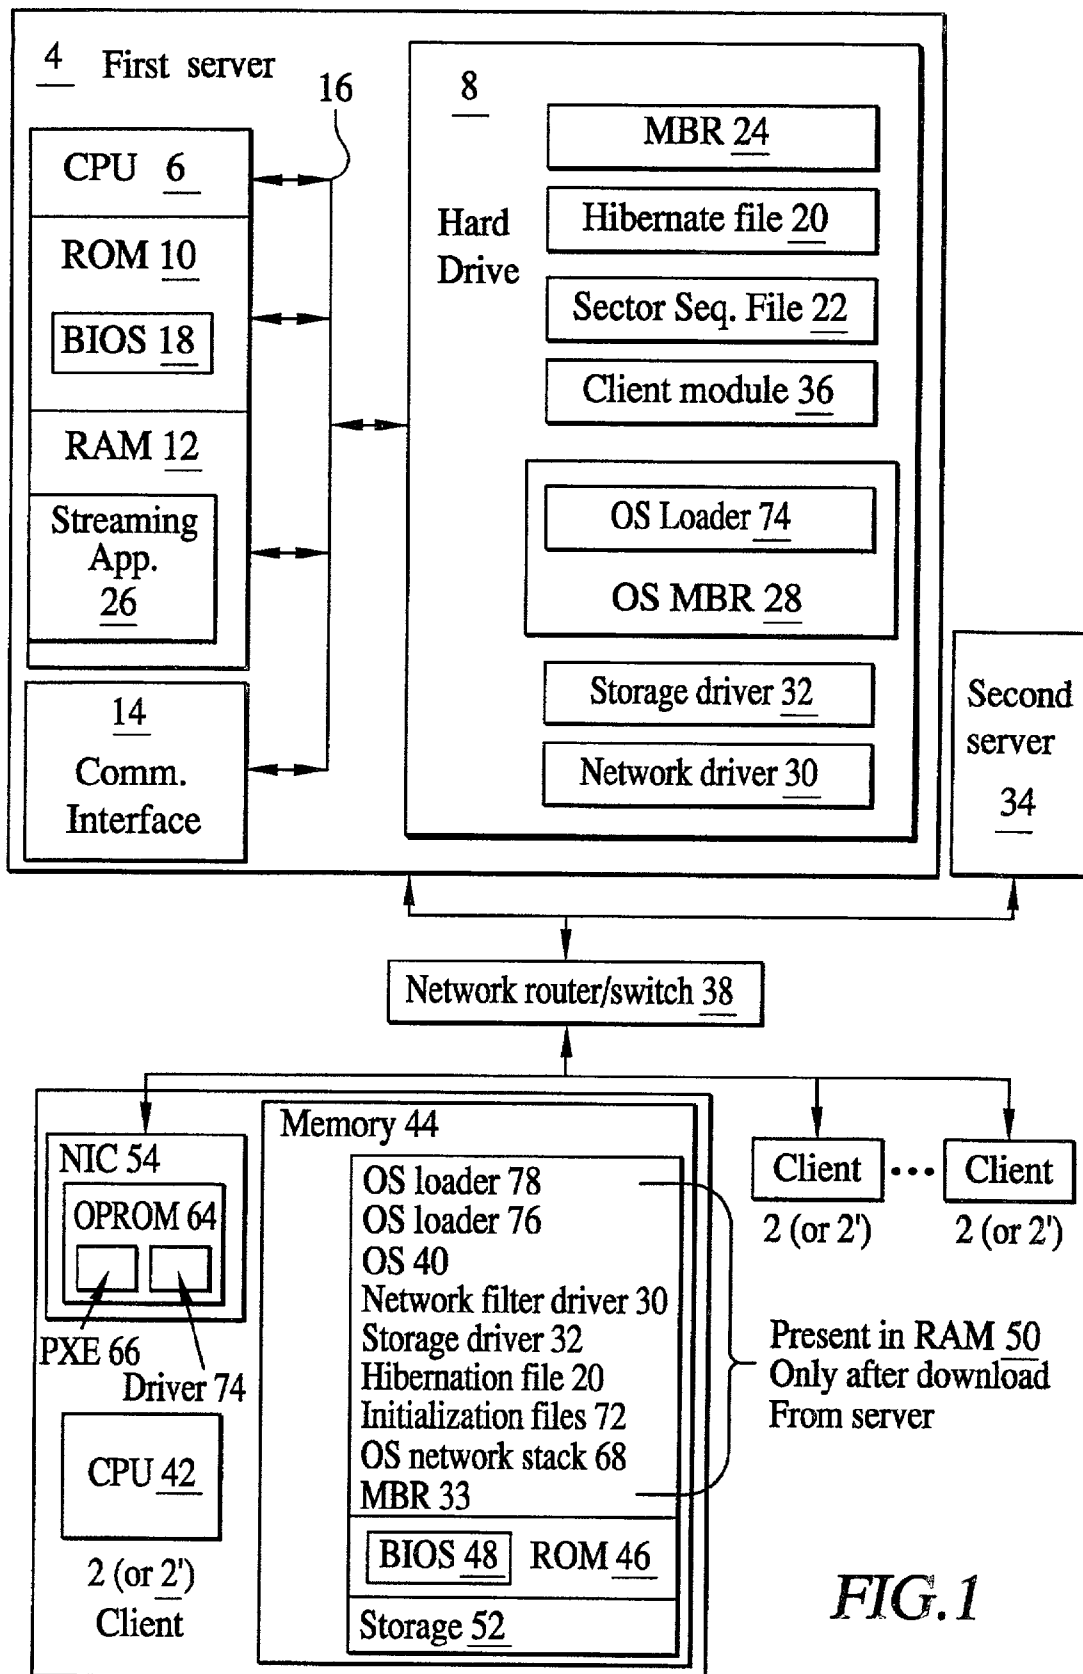 4 First server
16
CPU 6
ROM 10
BIOS 18
RAM 12
Streaming
App.
26
14
Comm.
Interface
8
Hard
Drive
MBR 24
Hibernate file 20
Sector Seq. File 22
Client module 36
OS Loader 74
OS MBR 28
Storage driver 32
Network driver 30
Second
server
34
Network router/switch 38
NIC 54
OPROM 64
PXE 66
Driver 74
CPU 42
2 (or 2')
Client
Memory 44
OS loader 78
OS loader 76
OS 40
Network filter driver 30
Storage driver 32
Hibernation file 20
Initialization files 72
OS network stack 68
MBR 33
BIOS 48 ROM 46
Storage 52
Client ••• Client
2 (or 2') 2 (or 2')
Present in RAM 50
Only after download
From server
FIG.1